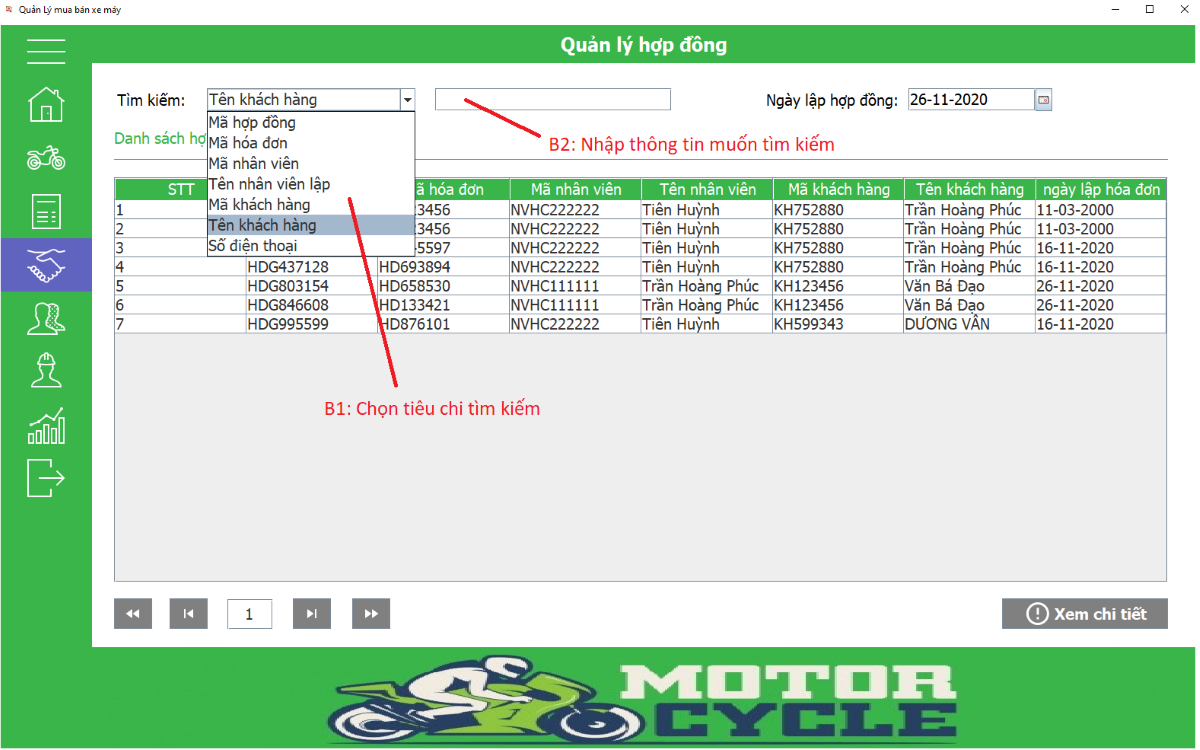 Quản Lý mua bán xe máy
Quản lý hợp đồng
Tìm kiếm: Tên khách hàng Ngày lập hợp đồng: 26-11-2020
Mã hợp đồng
Mã hóa đơn
Mã nhân viên
Tên nhân viên lập
Mã khách hàng
Tên khách hàng
Số điện thoại
B2: Nhập thông tin muốn tìm kiếm
Danh sách hợ
STT ã hóa đơn Mã nhân viên Tên nhân viên Mã khách hàng Tên khách hàng ngày lập hóa đơn
1 23456 NVHC222222 Tiên Huỳnh KH752880 Trần Hoàng Phúc 11-03-2000
2 23456 NVHC222222 Tiên Huỳnh KH752880 Trần Hoàng Phúc 11-03-2000
3 5597 NVHC222222 Tiên Huỳnh KH752880 Trần Hoàng Phúc 16-11-2020
4 HDG437128 HD693894 NVHC222222 Tiên Huỳnh KH752880 Trần Hoàng Phúc 16-11-2020
5 HDG803154 HD658530 NVHC111111 Trần Hoàng Phúc KH123456 Văn Bá Đạo 26-11-2020
6 HDG846608 HD133421 NVHC111111 Trần Hoàng Phúc KH123456 Văn Bá Đạo 26-11-2020
7 HDG995599 HD876101 NVHC222222 Tiên Huỳnh KH599343 DƯƠNG VÂN 16-11-2020
B1: Chọn tiêu chi tìm kiếm
1
Xem chi tiết
MOTOR
CYCLE